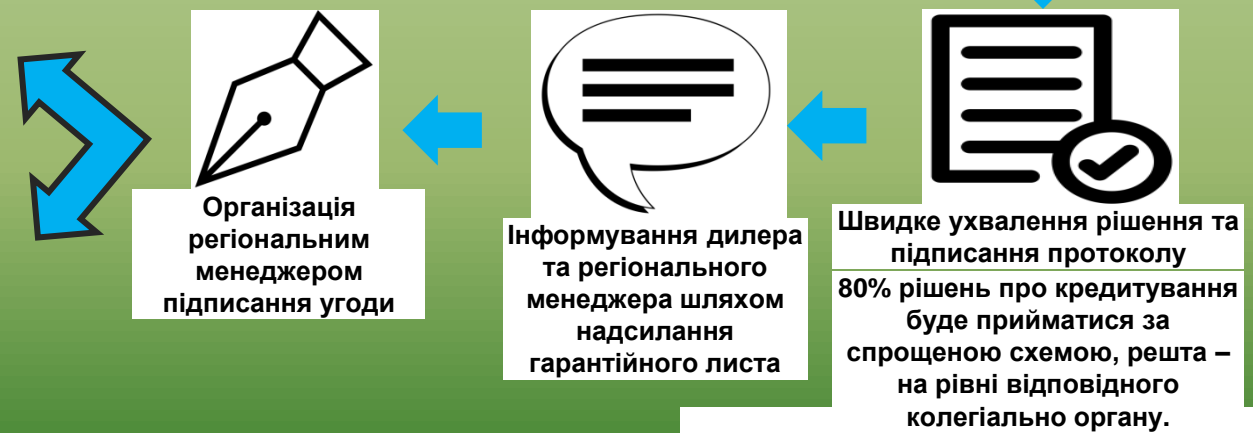 Організація
регіональним
менеджером
підписання угоди
Інформування дилера
та регіонального
менеджера шляхом
надсилання
гарантійного листа
Швидке ухвалення рішення та
підписання протоколу
80% рішень про кредитування
буде прийматися за
спрощеною схемою, решта –
на рівні відповідного
колегіально органу.